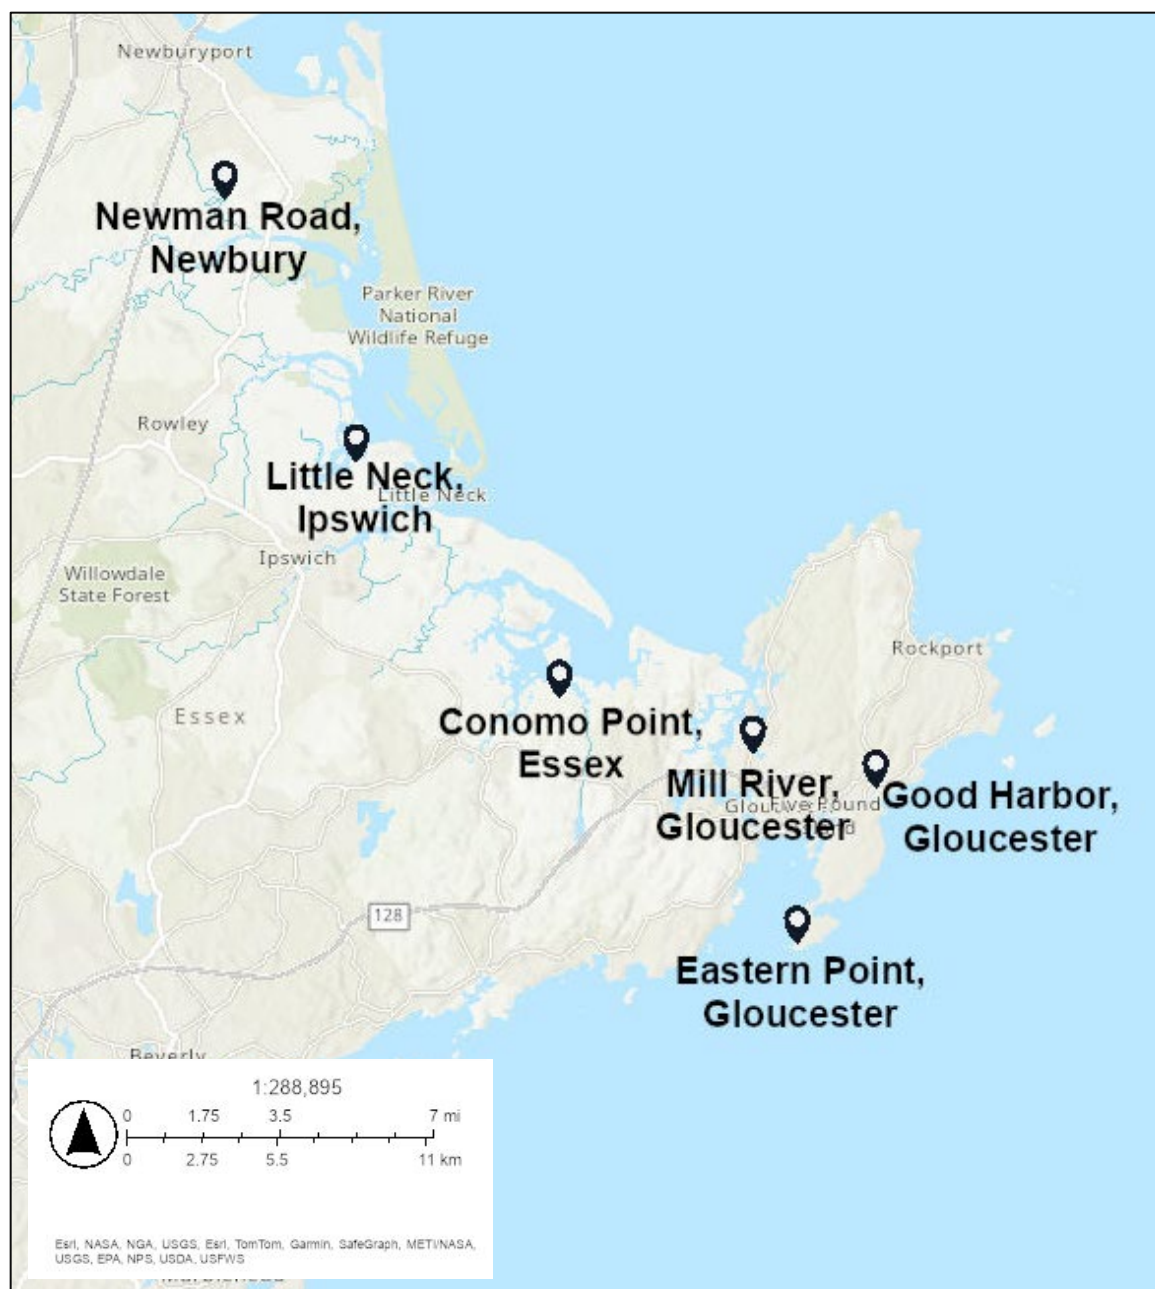 Newburyport
Newman Road,
Newbury
Parker River
National
Wildlife Refuge
Rowley
Little Neck,
Little Neck
Ipswich
Ipswich
Willowdale
State Forest
Rockport
Essex
Conomo Point,
Essex
Mill River,
Gloucester
Good Harbor,
Gloucester
128
Eastern Point,
Gloucester
Beverly
1:288,895
0 1.75 3.5 7 mi
0 2.75 5.5 11 km
Esri, NASA, NGA, USGS, Esri, TomTom, Garmin, SafeGraph, METI/NASA,
USGS, EPA, NPS, USDA, USFWS